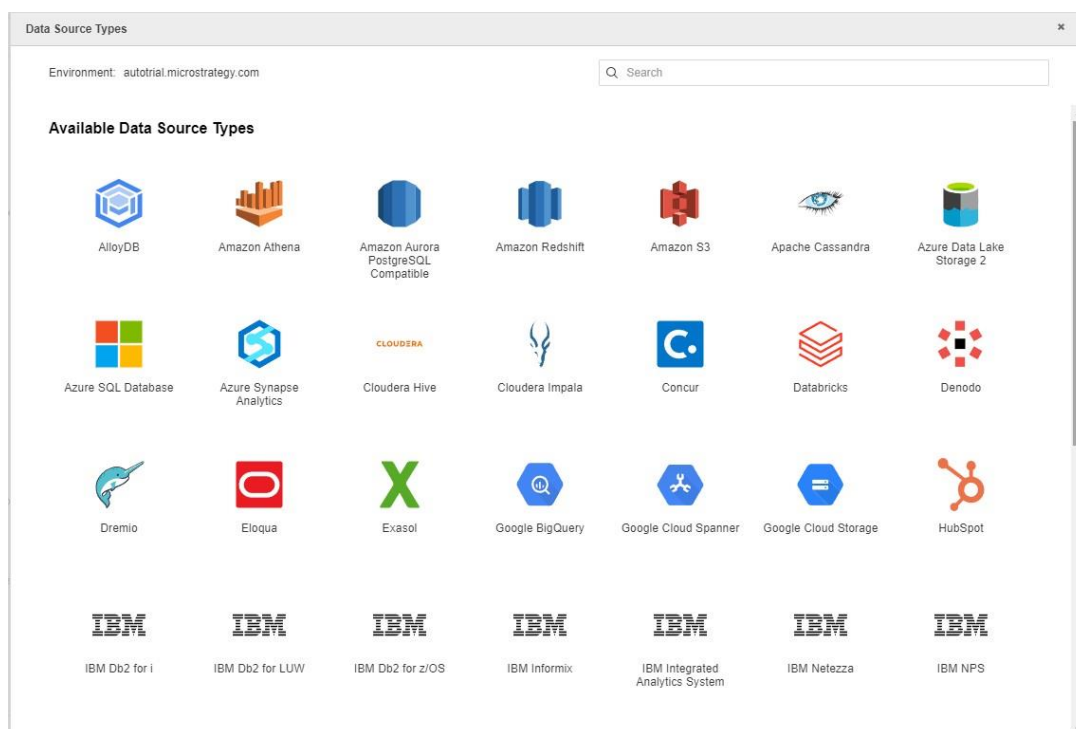 Data Source Types
Environment: autotrial.microstrategy.com
Search
Available Data Source Types
AlloyDB
Amazon Athena
Amazon Aurora
PostgreSQL
Compatible
Amazon Redshift
Amazon S3
Apache Cassandra
Azure Data Lake
Storage 2
Azure SQL Database
Azure Synapse
Analytics
CLOUDERA
Cloudera Hive
Cloudera Impala
C.
Concur
Databricks
Denodo
Dremio
Eloqua
X
Exasol
Google BigQuery
Google Cloud Spanner
Google Cloud Storage
HubSpot
IBM
IBM Db2 for i
IBM
IBM Db2 for LUW
IBM
IBM Db2 for z/OS
IBM
IBM Informix
IBM
IBM Integrated
Analytics System
IBM
IBM Netezza
IBM
IBM NPS